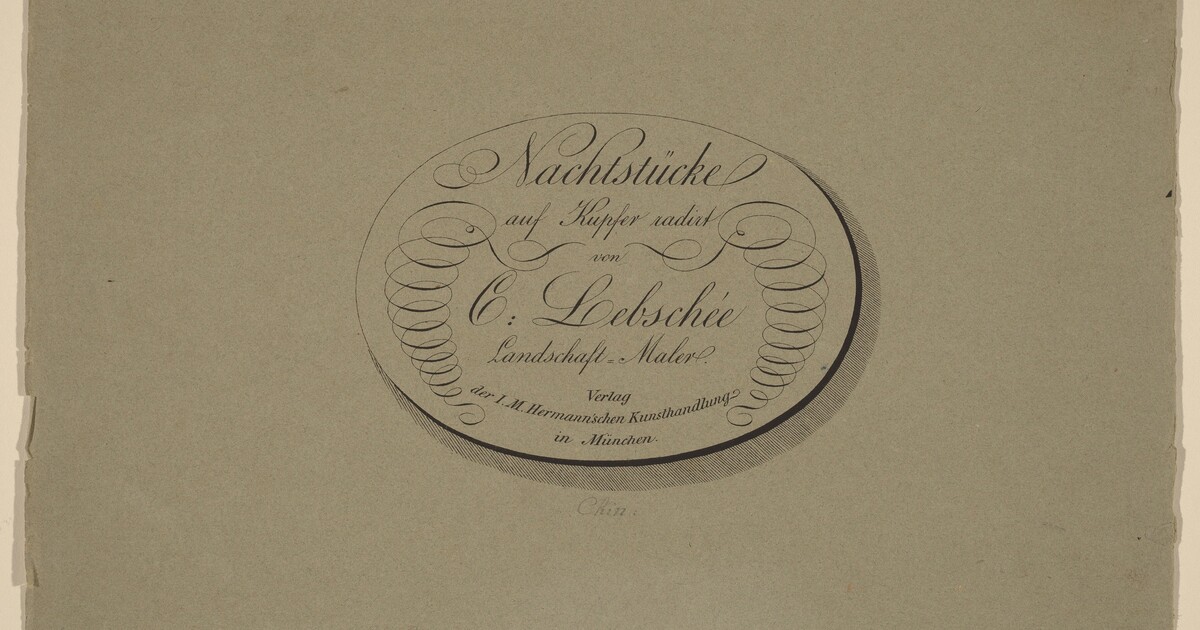 Nachtstücke
auf Kupfer radirt
von
C: Lebschée
Landschaft=Maler.
Verlag
der I. M. Hermann'schen Kunsthandlung
in München.